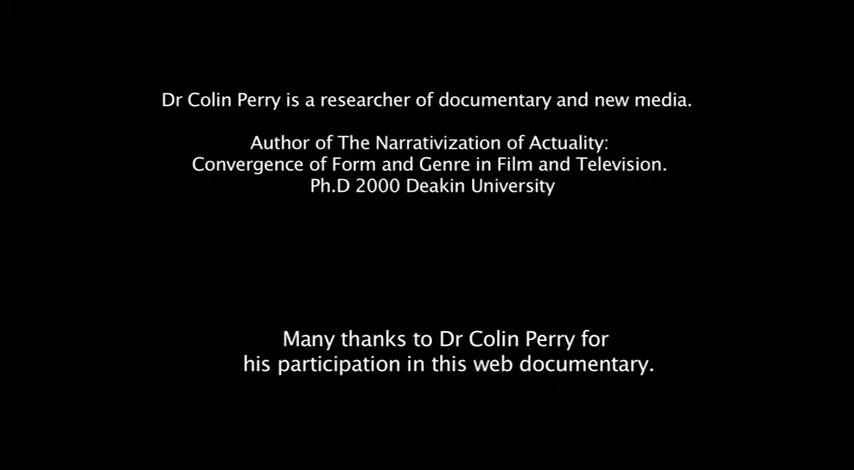 Dr Colin Perry is a researcher of documentary and new media.
Author of The Narrativization of Actuality:
Convergence of Form and Genre in Film and Television.
Ph.D 2000 Deakin University
Many thanks to Dr Colin Perry for
his participation in this web documentary.